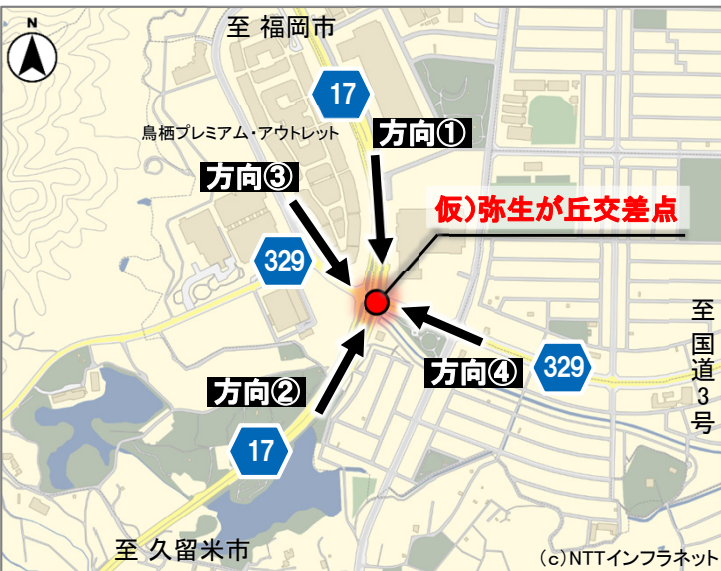 N
至 福岡市
17
鳥栖プレミアム・アウトレット
方向①
方向③
仮)弥生が丘交差点
329
至 国道3号
方向④
329
方向②
17
至 久留米市
(c)NTTインフラネット